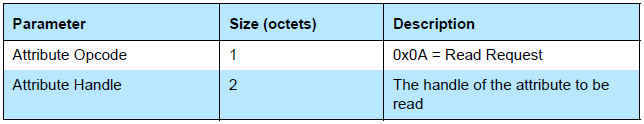 Parameter Size (octets) Description
Attribute Opcode 1 0x0A = Read Request
Attribute Handle 2 The handle of the attribute to be
read